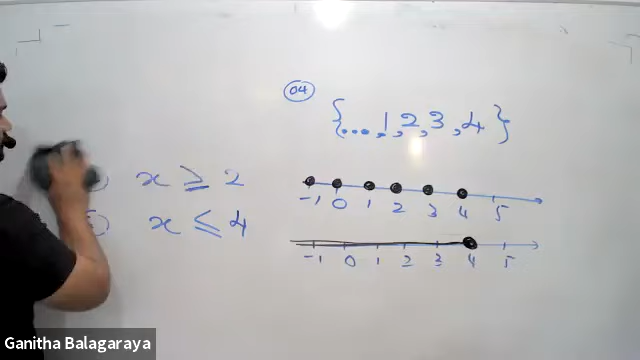 04
{..., 1, 2, 3, 4}
x ≥ 2
x ≤ 4
-1 0 1 2 3 4 5
-1 0 1 2 3 4 5
Ganitha Balagaraya